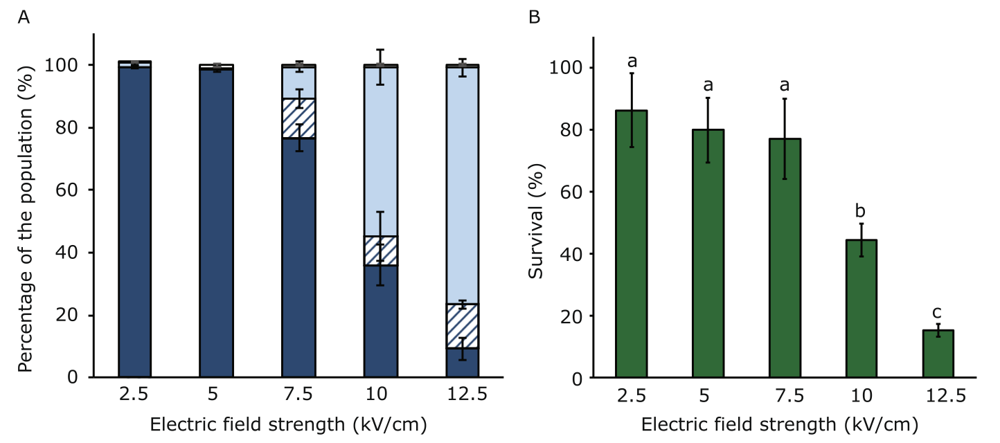 A
Percentage of the population (%)
100
80
60
40
20
0
2.5 5 7.5 10 12.5
Electric field strength (kV/cm)
B
Survival (%)
100
80
60
40
20
0
a a a b c
2.5 5 7.5 10 12.5
Electric field strength (kV/cm)